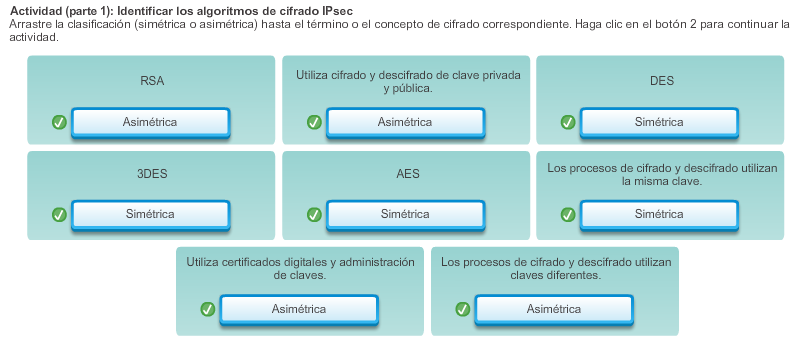 Actividad (parte 1): Identificar los algoritmos de cifrado IPsec
Arrastre la clasificación (simétrica o asimétrica) hasta el término o el concepto de cifrado correspondiente. Haga clic en el botón 2 para continuar la
actividad.
RSA
Asimétrica
Utiliza cifrado y descifrado de clave privada
y pública.
Asimétrica
DES
Simétrica
3DES
Simétrica
AES
Simétrica
Los procesos de cifrado y descifrado utilizan
la misma clave.
Simétrica
Utiliza certificados digitales y administración
de claves.
Asimétrica
Los procesos de cifrado y descifrado utilizan
claves diferentes.
Asimétrica